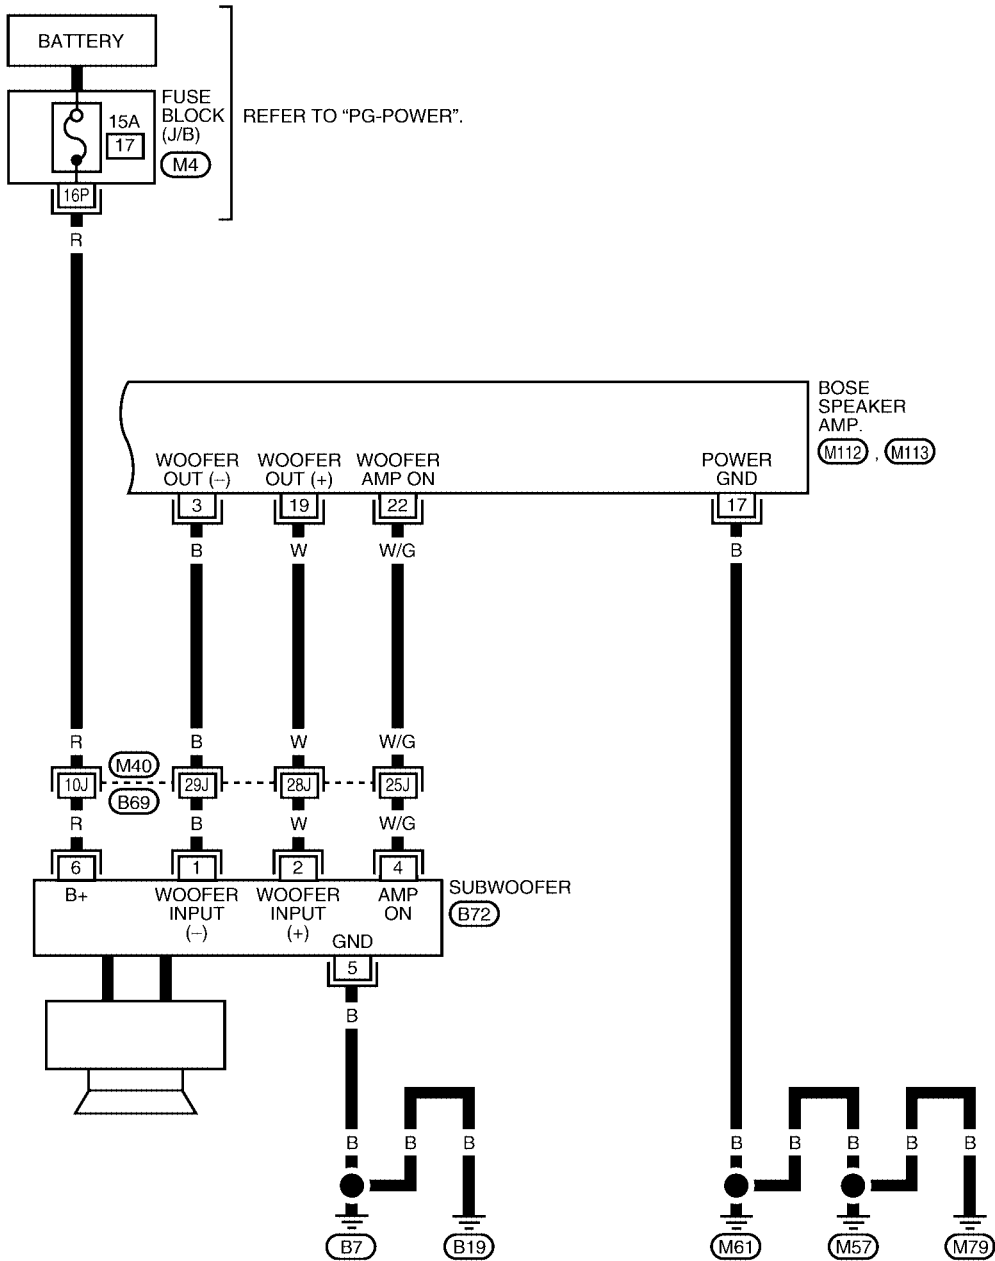 BATTERY
FUSE
BLOCK
(J/B)
M4
15A
17
REFER TO “PG-POWER”.
16P
R
BOSE
SPEAKER
AMP.
M112 , M113
WOOFER
OUT (–)
WOOFER
OUT (+)
WOOFER
AMP ON
POWER
GND
3 19 22 17
B W W/G B
R B W W/G
M40
10J 29J 28J 25J
B69
R B W W/G
6 1 2 4
B+
WOOFER
INPUT
(–)
WOOFER
INPUT
(+)
AMP
ON
SUBWOOFER
B72
GND
5
B
B B B B B B B B
B7 B19 M61 M57 M79